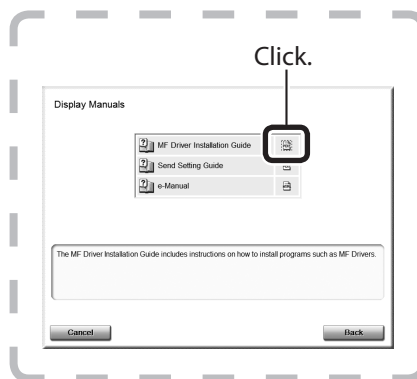 Click.
Display Manuals
MF Driver Installation Guide
Send Setting Guide
e-Manual
The MF Driver Installation Guide includes instructions on how to install programs such as MF Drivers.
Cancel
Back